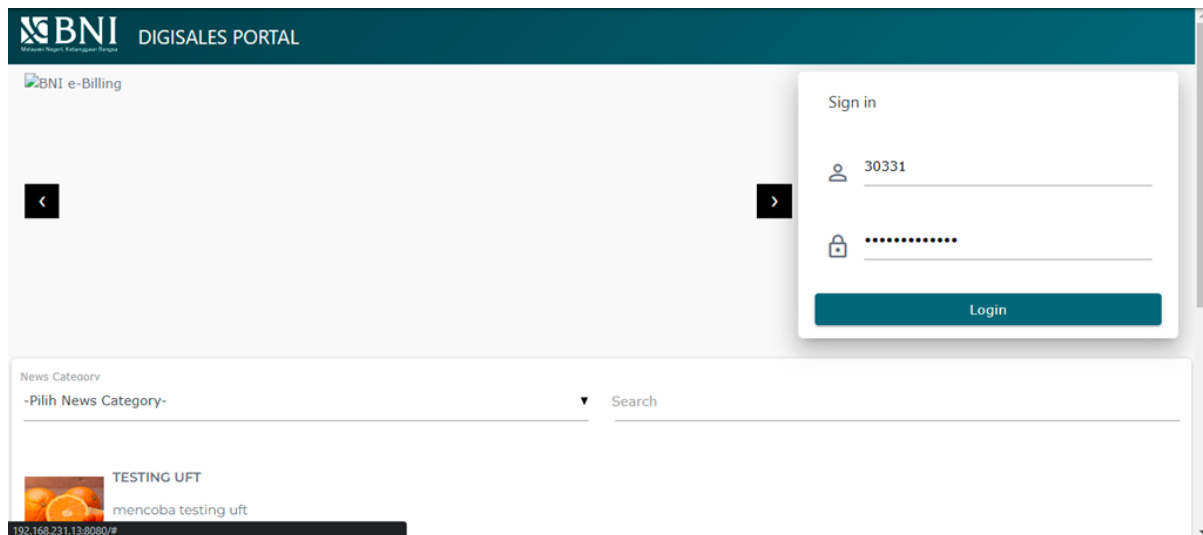 BNI
Melayani Negeri, Kebanggaan Bangsa
DIGISALES PORTAL
BNI e-Billing
Sign in
30331
•••••••••••••
Login
News Category
-Pilih News Category-
Search
TESTING UFT
mencoba testing uft
192.168.231.13:8080/#